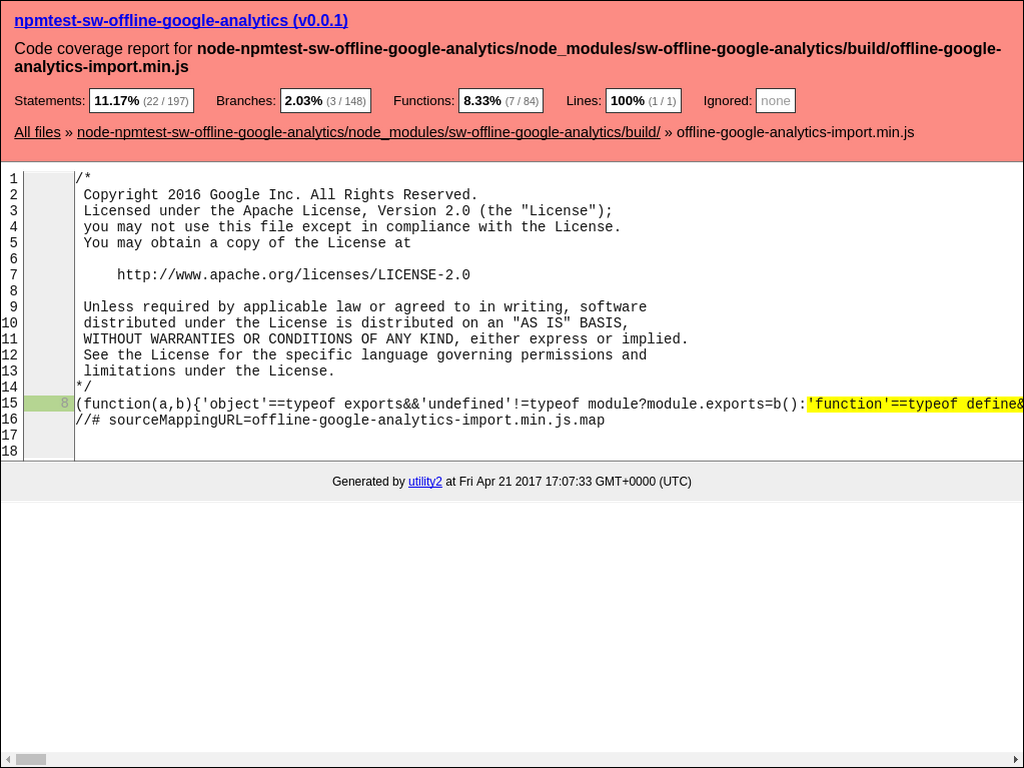 npmtest-sw-offline-google-analytics (v0.0.1)
Code coverage report for node-npmtest-sw-offline-google-analytics/node_modules/sw-offline-google-analytics/build/offline-google-
analytics-import.min.js
Statements: 11.17% (22 / 197) Branches: 2.03% (3 / 148) Functions: 8.33% (7 / 84) Lines: 100% (1 / 1) Ignored: none
All files » node-npmtest-sw-offline-google-analytics/node_modules/sw-offline-google-analytics/build/ » offline-google-analytics-import.min.js
1 /*
2 Copyright 2016 Google Inc. All Rights Reserved.
3 Licensed under the Apache License, Version 2.0 (the "License");
4 you may not use this file except in compliance with the License.
5 You may obtain a copy of the License at
6
7 http://www.apache.org/licenses/LICENSE-2.0
8
9 Unless required by applicable law or agreed to in writing, software
10 distributed under the License is distributed on an "AS IS" BASIS,
11 WITHOUT WARRANTIES OR CONDITIONS OF ANY KIND, either express or implied.
12 See the License for the specific language governing permissions and
13 limitations under the License.
14 */
15 8 (function(a,b){'object'==typeof exports&&'undefined'!=typeof module?module.exports=b():'function'==typeof define&
16 //# sourceMappingURL=offline-google-analytics-import.min.js.map
17
18
Generated by utility2 at Fri Apr 21 2017 17:07:33 GMT+0000 (UTC)